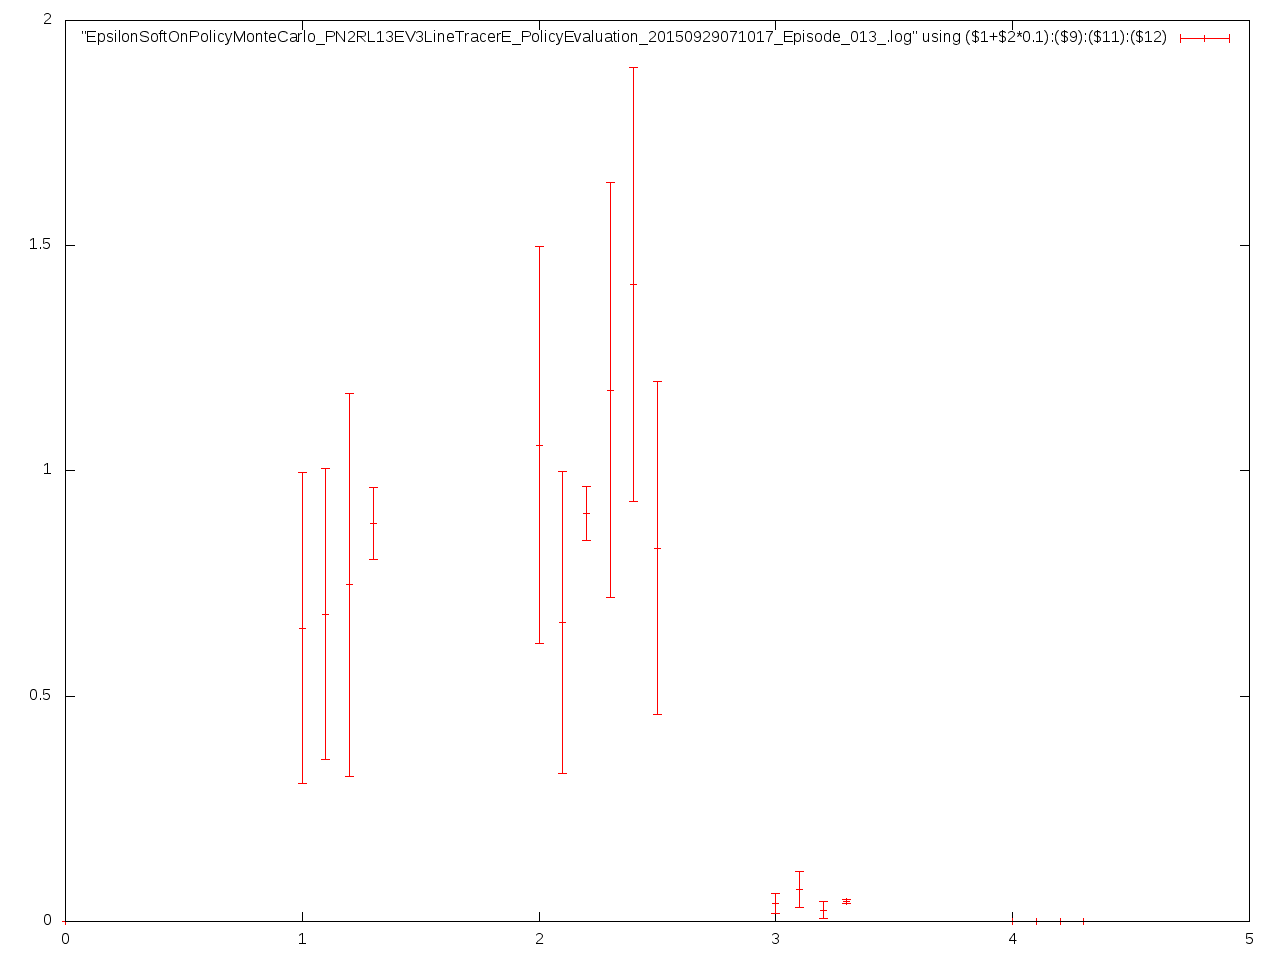 2
"EpsilonSoftOnPolicyMonteCarlo_PN2RL13EV3LineTracerE_PolicyEvaluation_20150929071017_Episode_013_.log" using ($1+$2*0.1):($9):($11):($12)
1.5
1
0.5
0
0 1 2 3 4 5